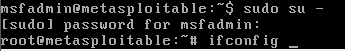 msfadmin@metasploitable:~$ sudo su -
[sudo] password for msfadmin:
root@metasploitable:~# ifconfig _